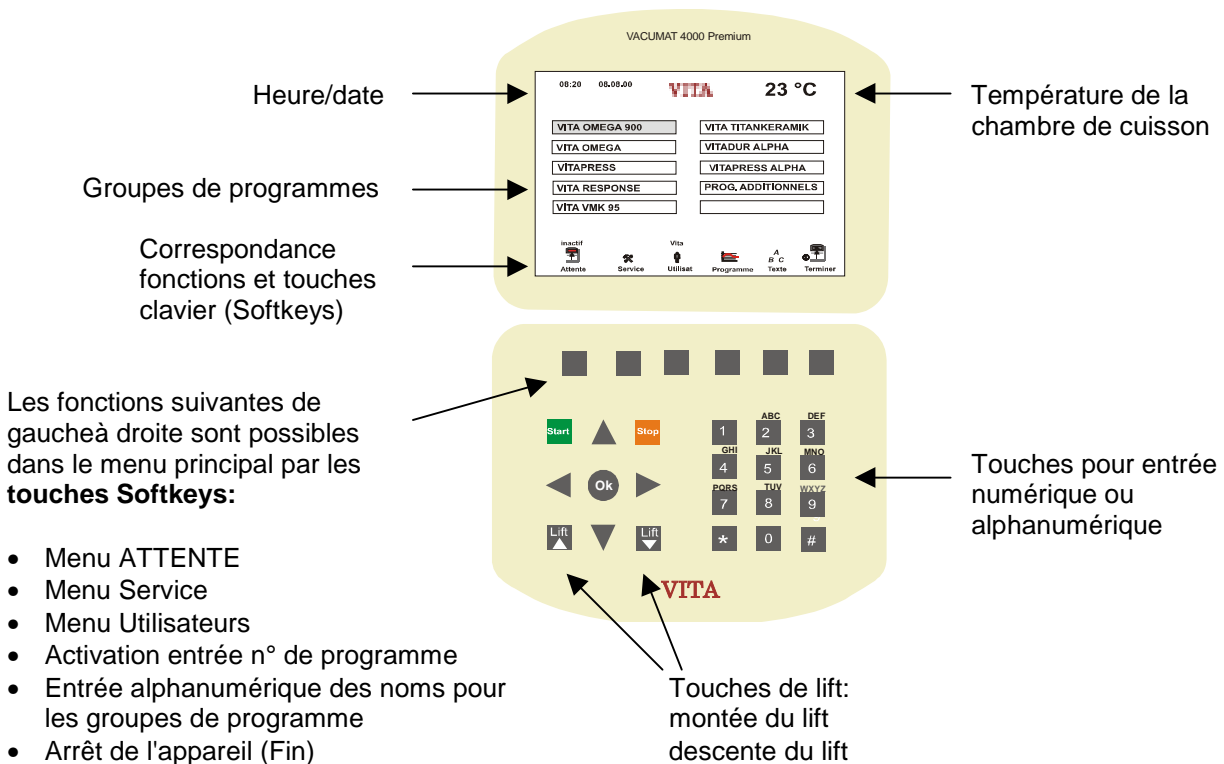 VACUMAT 4000 Premium
Heure/date
08:20 08.08.00 VITA 23 °C
Température de la
chambre de cuisson
VITA OMEGA 900 VITA TITANKERAMIK
VITA OMEGA VITADUR ALPHA
VITAPRESS VITAPRESS ALPHA
Groupes de programmes
VITA RESPONSE PROG. ADDITIONNELS
VITA VMK 95
Correspondance
fonctions et touches
clavier (Softkeys)
inactif Vita
A
B C
Attente Service Utilisat Programme Texte Terminer
Les fonctions suivantes de
gaucheà droite sont possibles
dans le menu principal par les
touches Softkeys:
• Menu ATTENTE
• Menu Service
• Menu Utilisateurs
• Activation entrée n° de programme
• Entrée alphanumérique des noms pour
les groupes de programme
• Arrêt de l'appareil (Fin)
Start Stop
Ok
Lift Lift
ABC DEF
1 2 3
GHI JKL MNO
4 5 6
PQRS TUV WXYZ
7 8 9
* 0 #
VITA
Touches pour entrée
numérique ou
alphanumérique
Touches de lift:
montée du lift
descente du lift